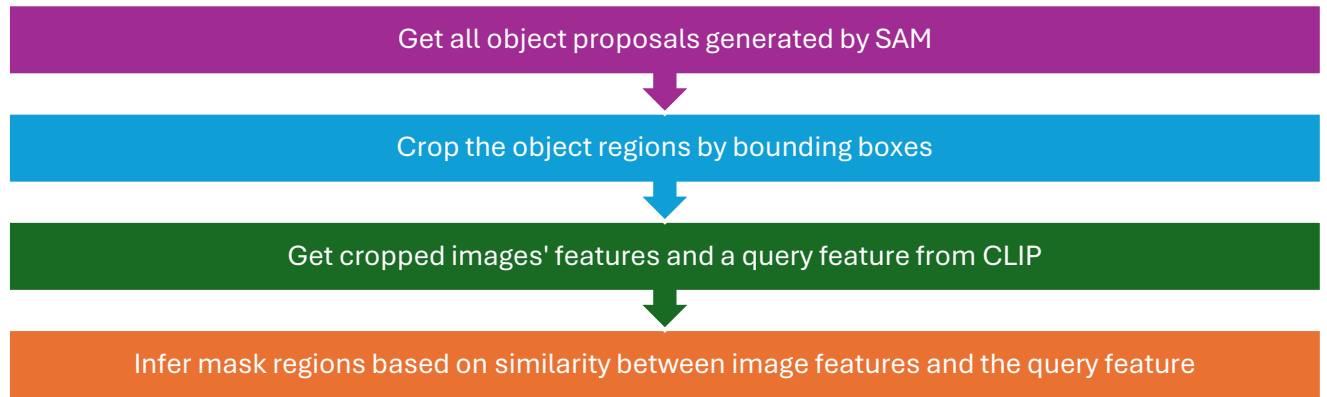 Get all object proposals generated by SAM
Crop the object regions by bounding boxes
Get cropped images' features and a query feature from CLIP
Infer mask regions based on similarity between image features and the query feature